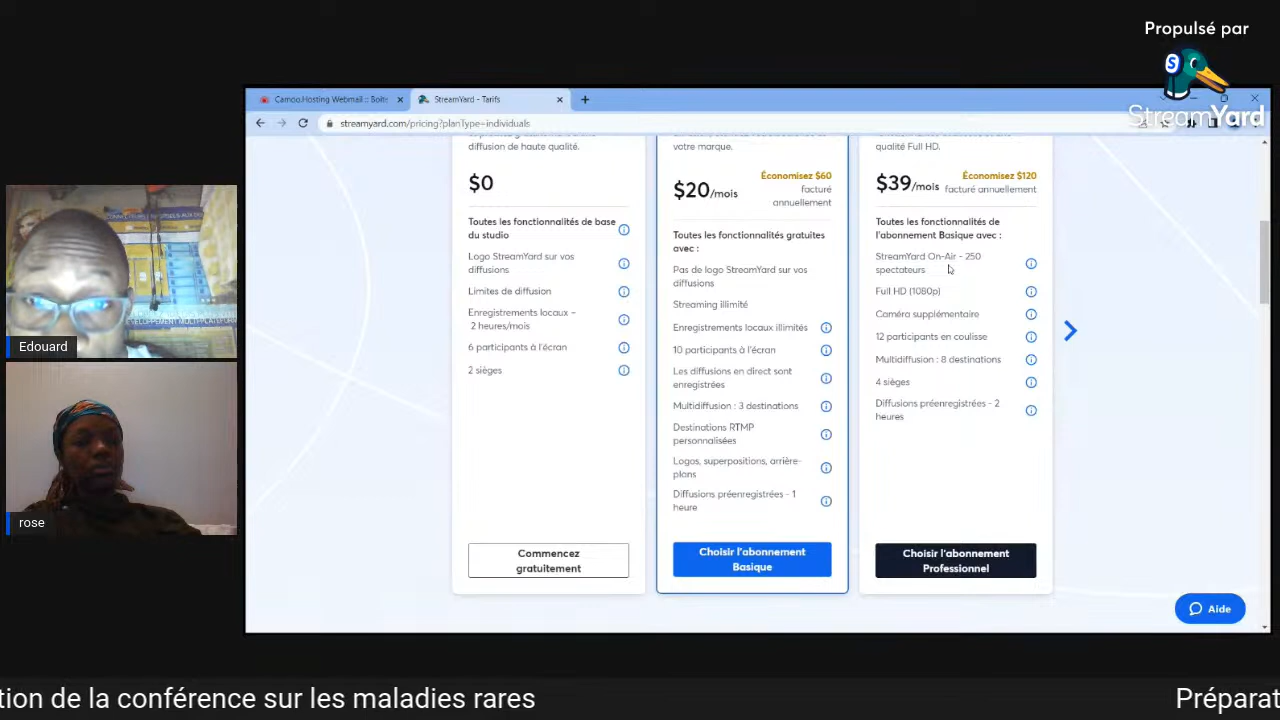 Propulsé par
StreamYard
Camoo.Hosting Webmail :: Boîte
StreamYard - Tarifs
streamyard.com/pricing?planType=individuals
diffusion de haute qualité.
$0
Toutes les fonctionnalités de base
du studio
Logo StreamYard sur vos
diffusions
Limites de diffusion
Enregistrements locaux –
2 heures/mois
6 participants à l'écran
2 sièges
Commencez
gratuitement
votre marque.
$20/mois
Économisez $60
facturé
annuellement
Toutes les fonctionnalités gratuites
avec :
Pas de logo StreamYard sur vos
diffusions
Streaming illimité
Enregistrements locaux illimités
10 participants à l'écran
Les diffusions en direct sont
enregistrées
Multidiffusion : 3 destinations
Destinations RTMP
personnalisées
Logos, superpositions, arrière-
plans
Diffusions préenregistrées - 1
heure
Choisir l'abonnement
Basique
qualité Full HD.
$39/mois
Économisez $120
facturé annuellement
Toutes les fonctionnalités de
l'abonnement Basique avec :
StreamYard On-Air - 250
spectateurs
Full HD (1080p)
Caméra supplémentaire
12 participants en coulisse
Multidiffusion : 8 destinations
4 sièges
Diffusions préenregistrées - 2
heures
Choisir l'abonnement
Professionnel
Aide
Edouard
rose
tion de la conférence sur les maladies rares
Préparat